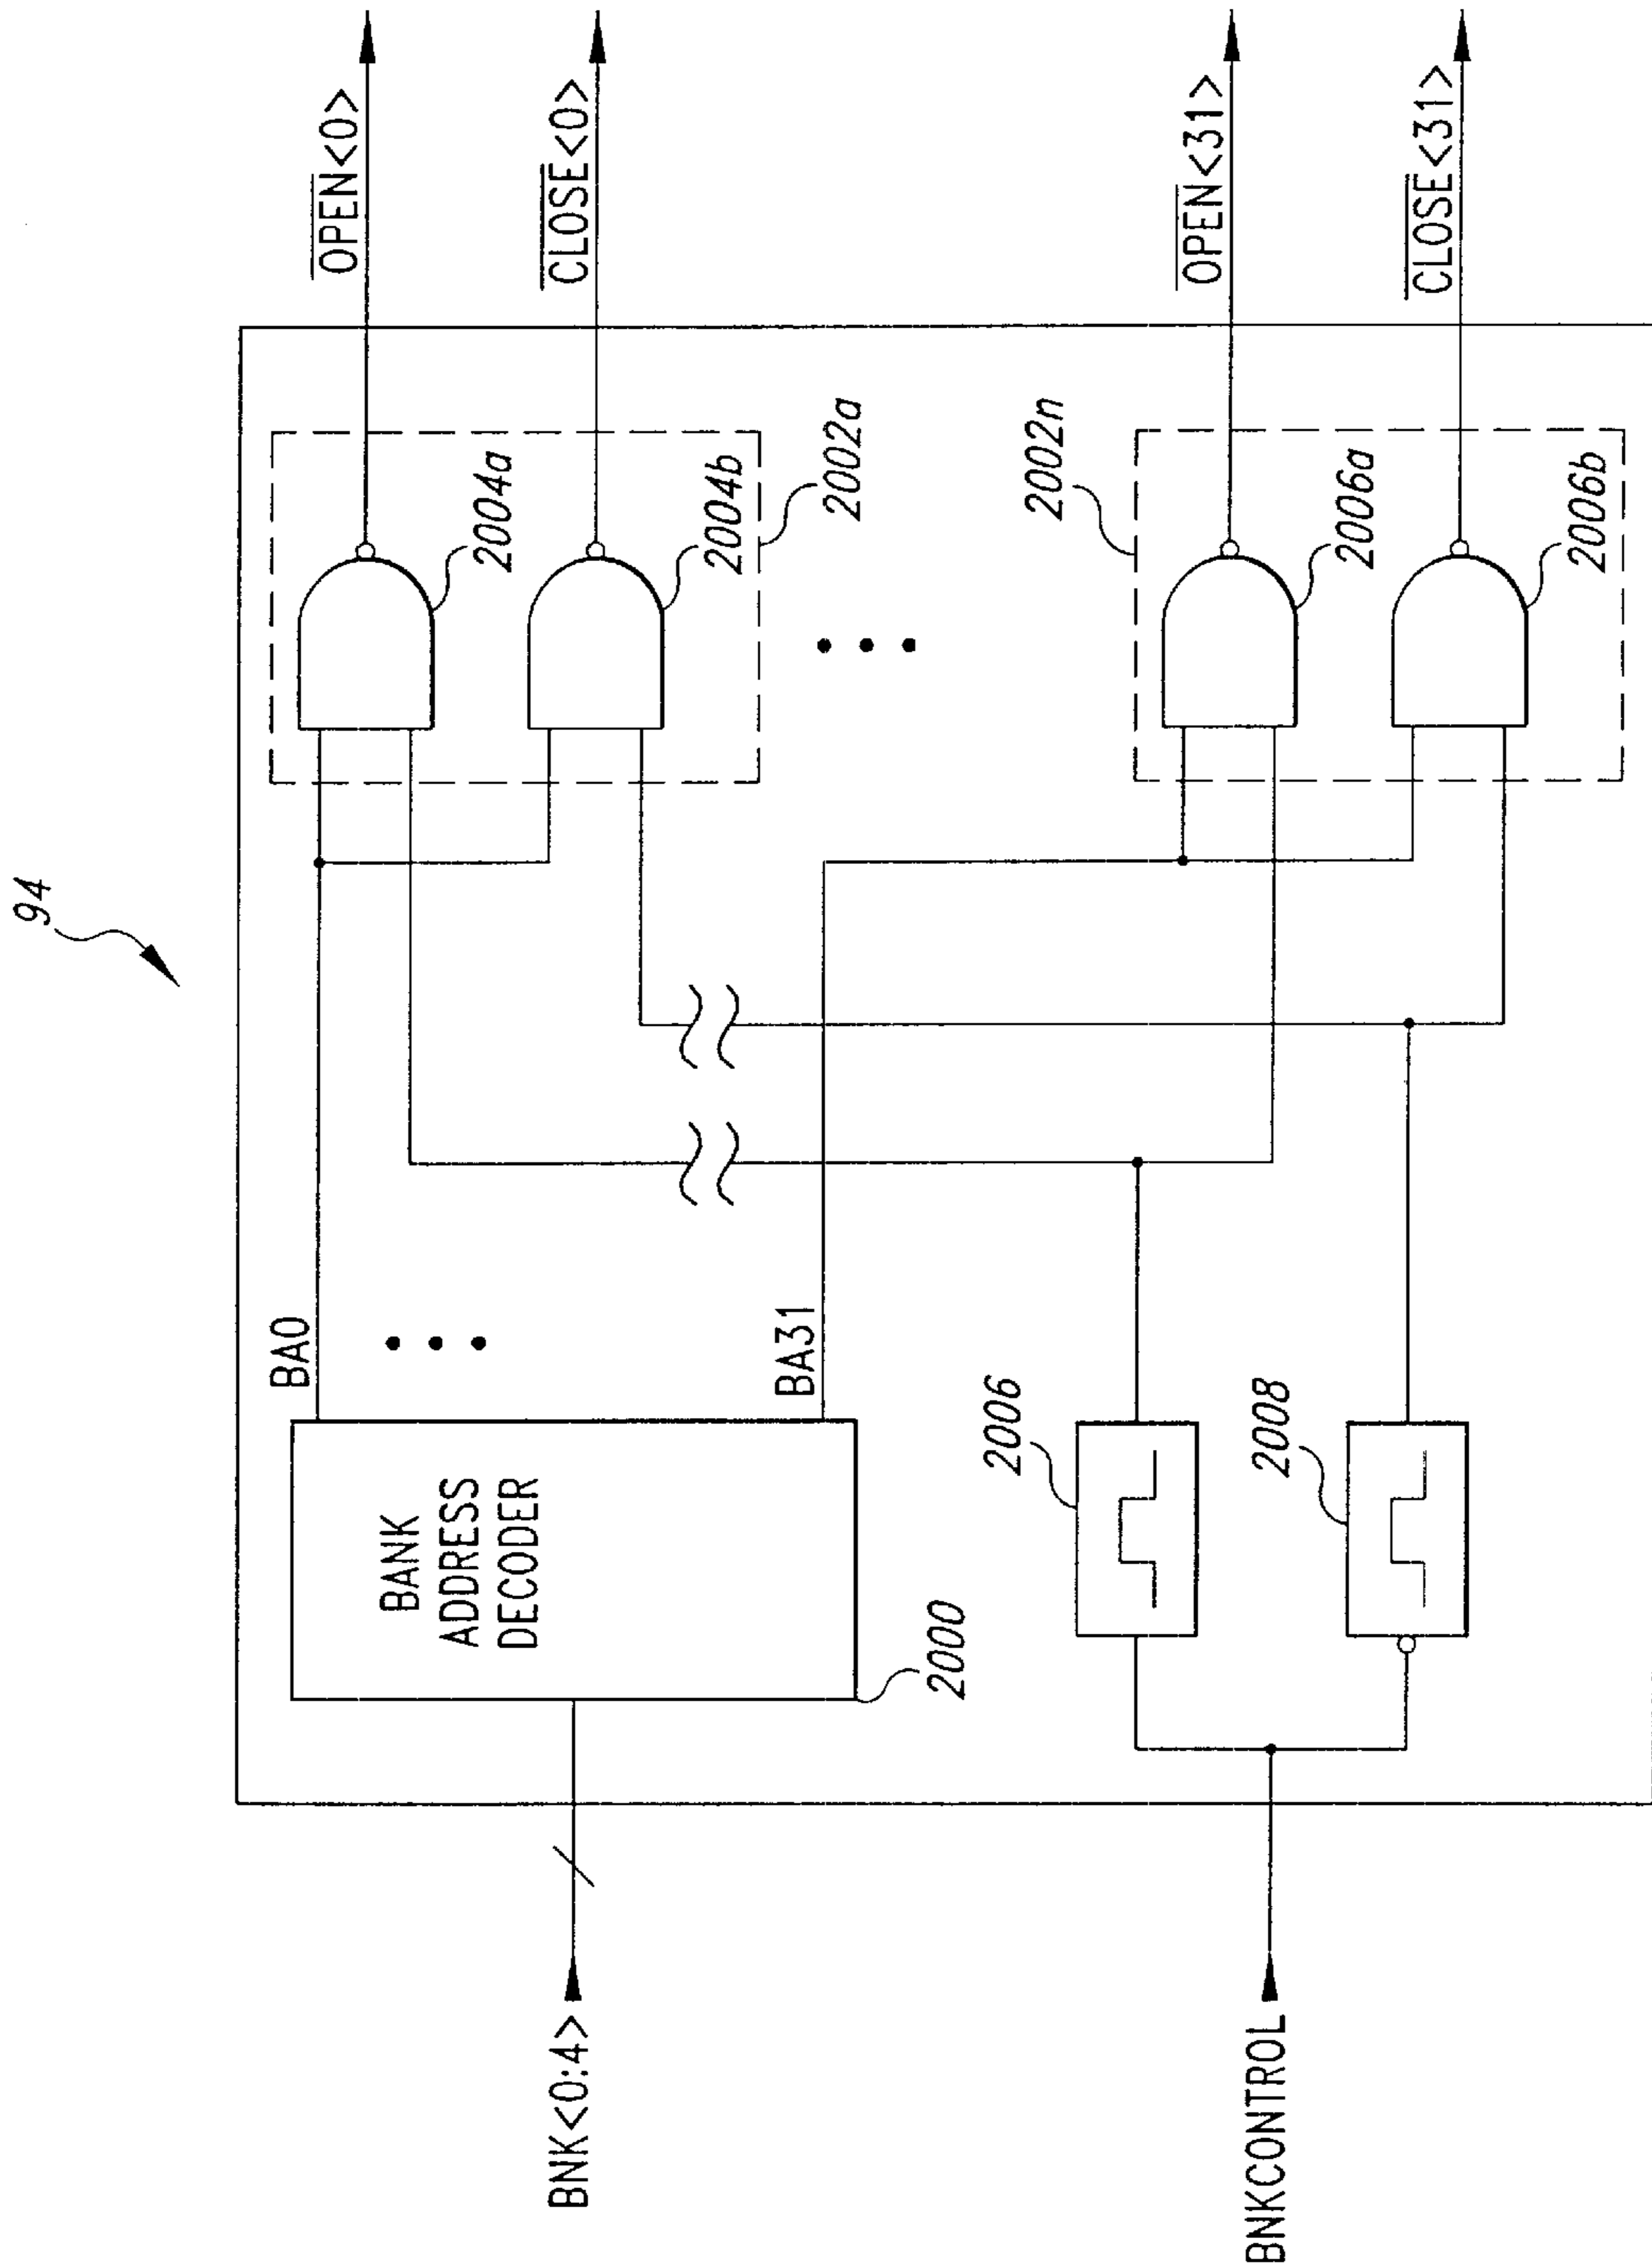 94
BNK<0:4>
BANK
ADDRESS
DECODER
2000
BA0
BA31
2004a
2004b
2002a
OPEN<0>
CLOSE<0>
BNKCONTROL
2006
2008
2002n
2006a
2006b
OPEN<31>
CLOSE<31>